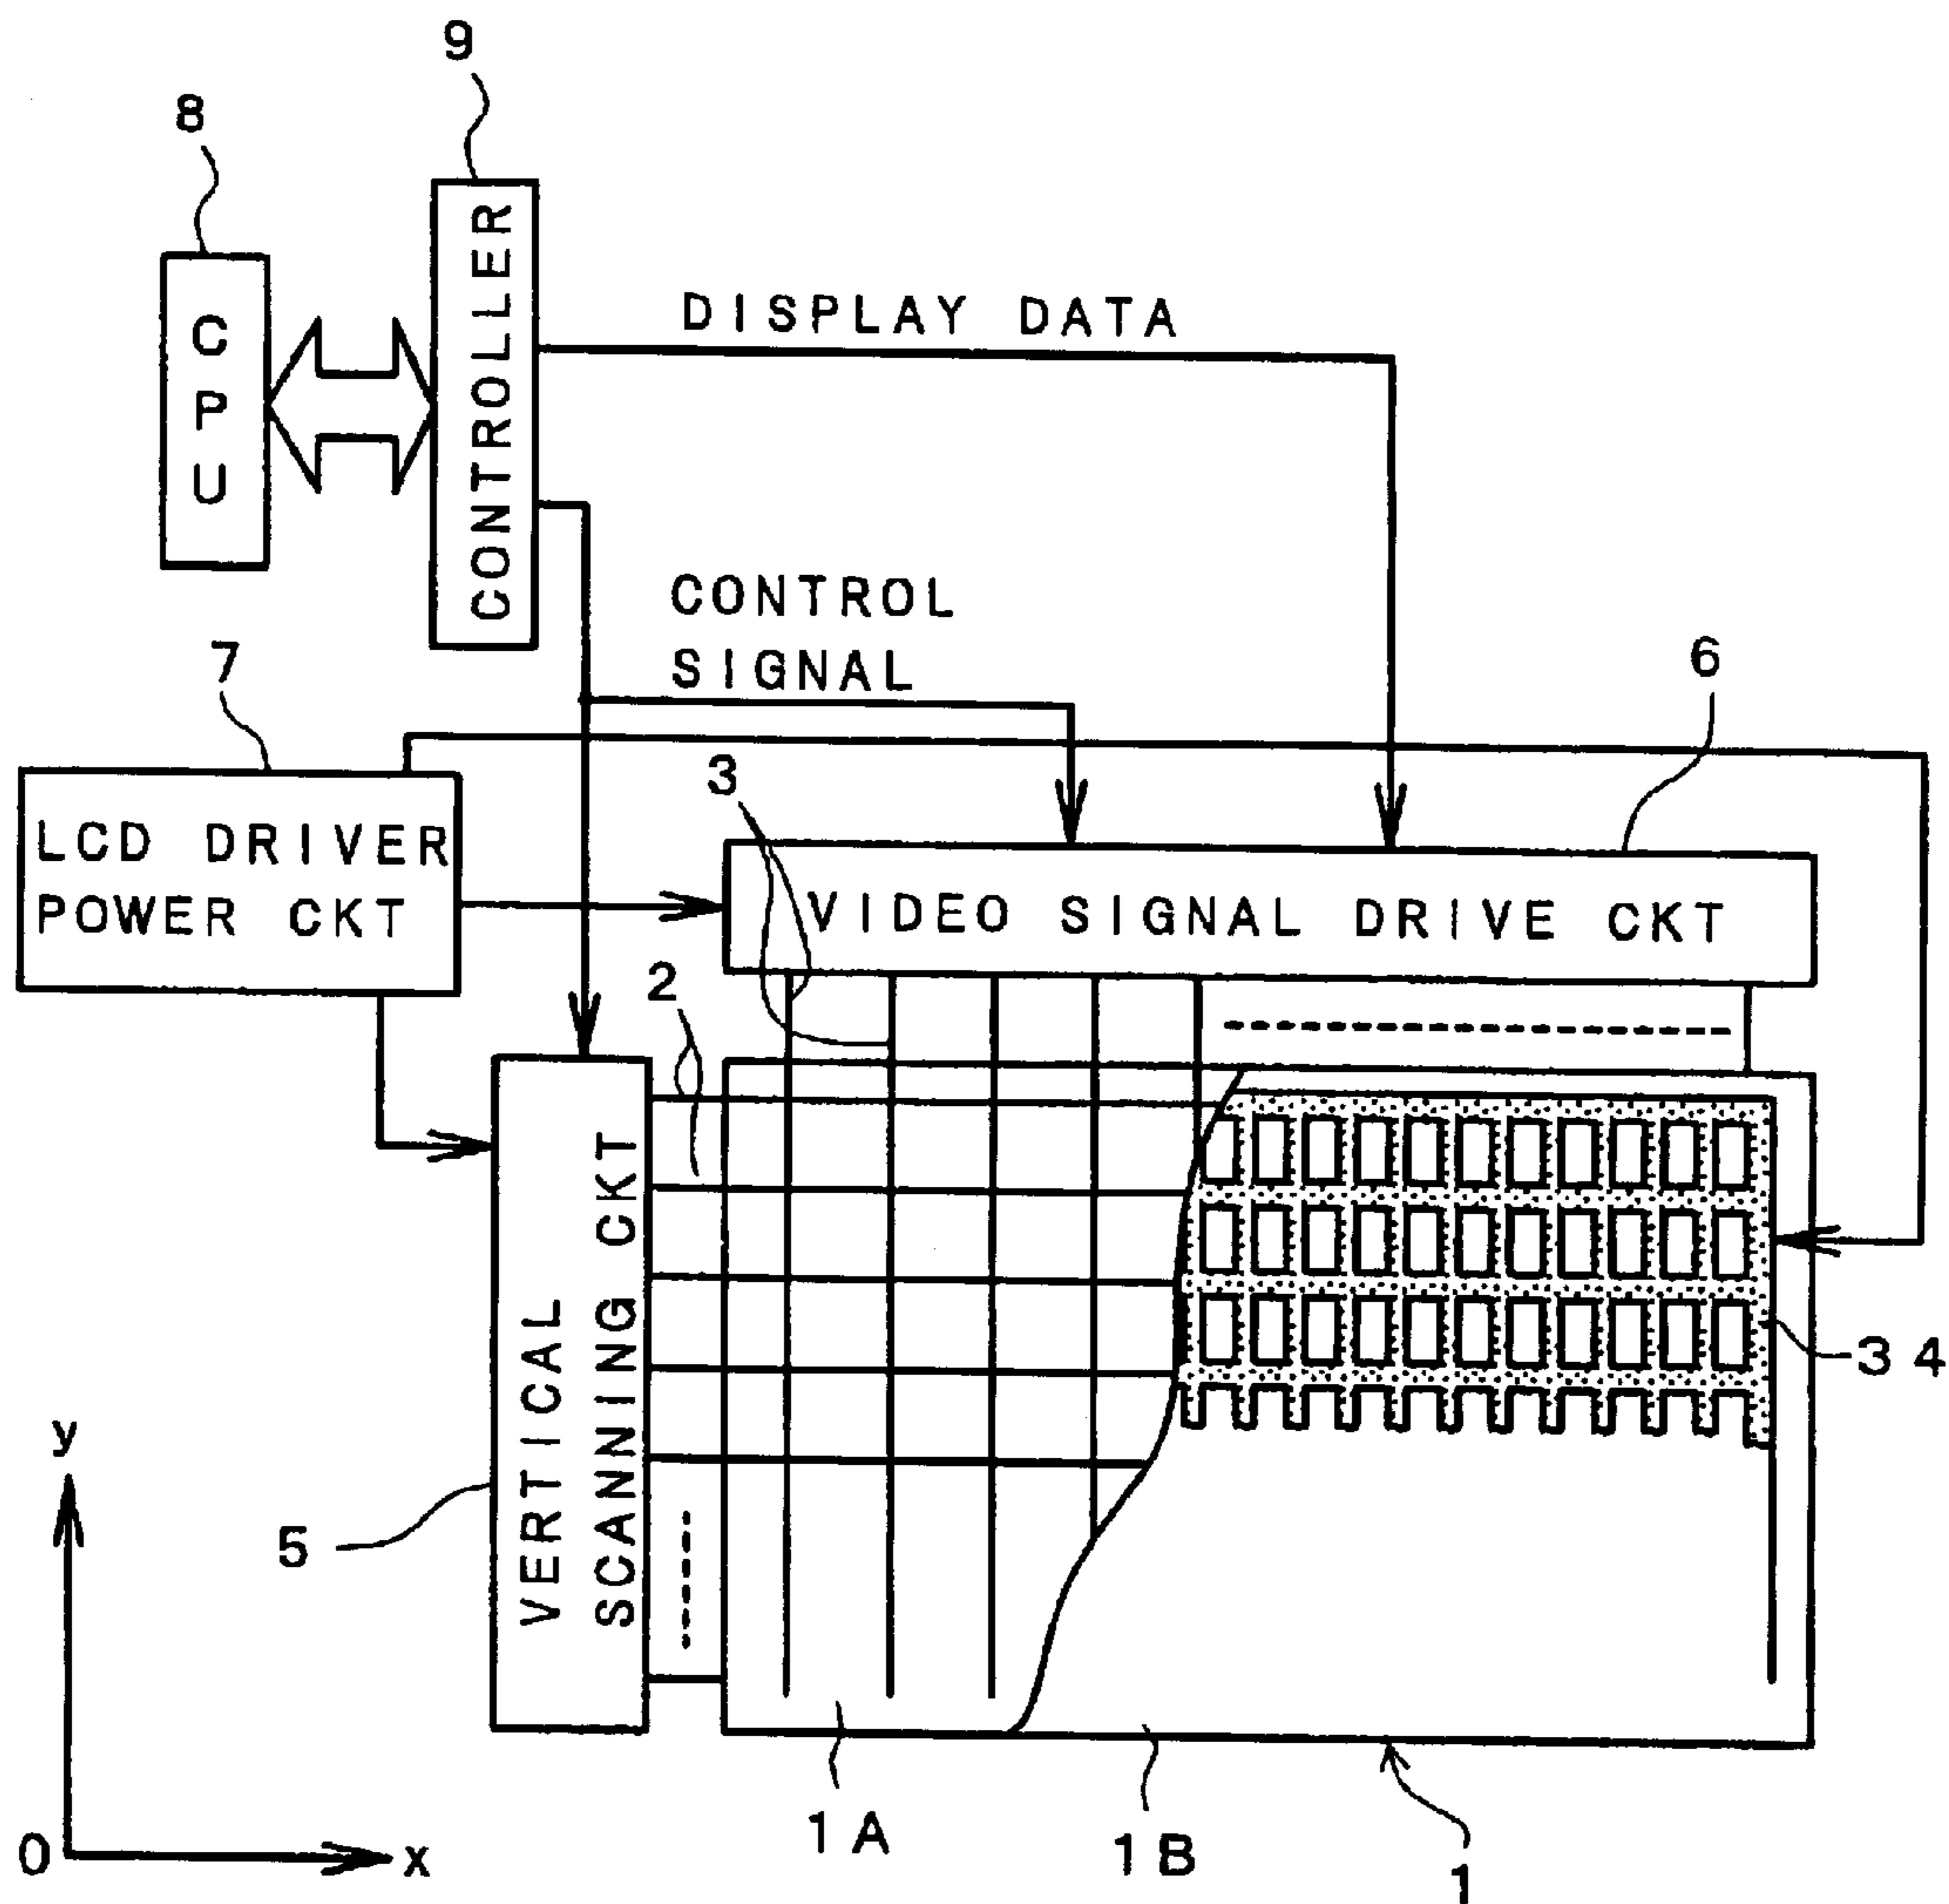 9
8
CONTROLLER
CPU
DISPLAY DATA
CONTROL
SIGNAL
7
6
3
LCD DRIVER
POWER CKT
VIDEO SIGNAL DRIVE CKT
2
VERTICAL
SCANNING CKT
34
y
5
1A
1B
1
0
x